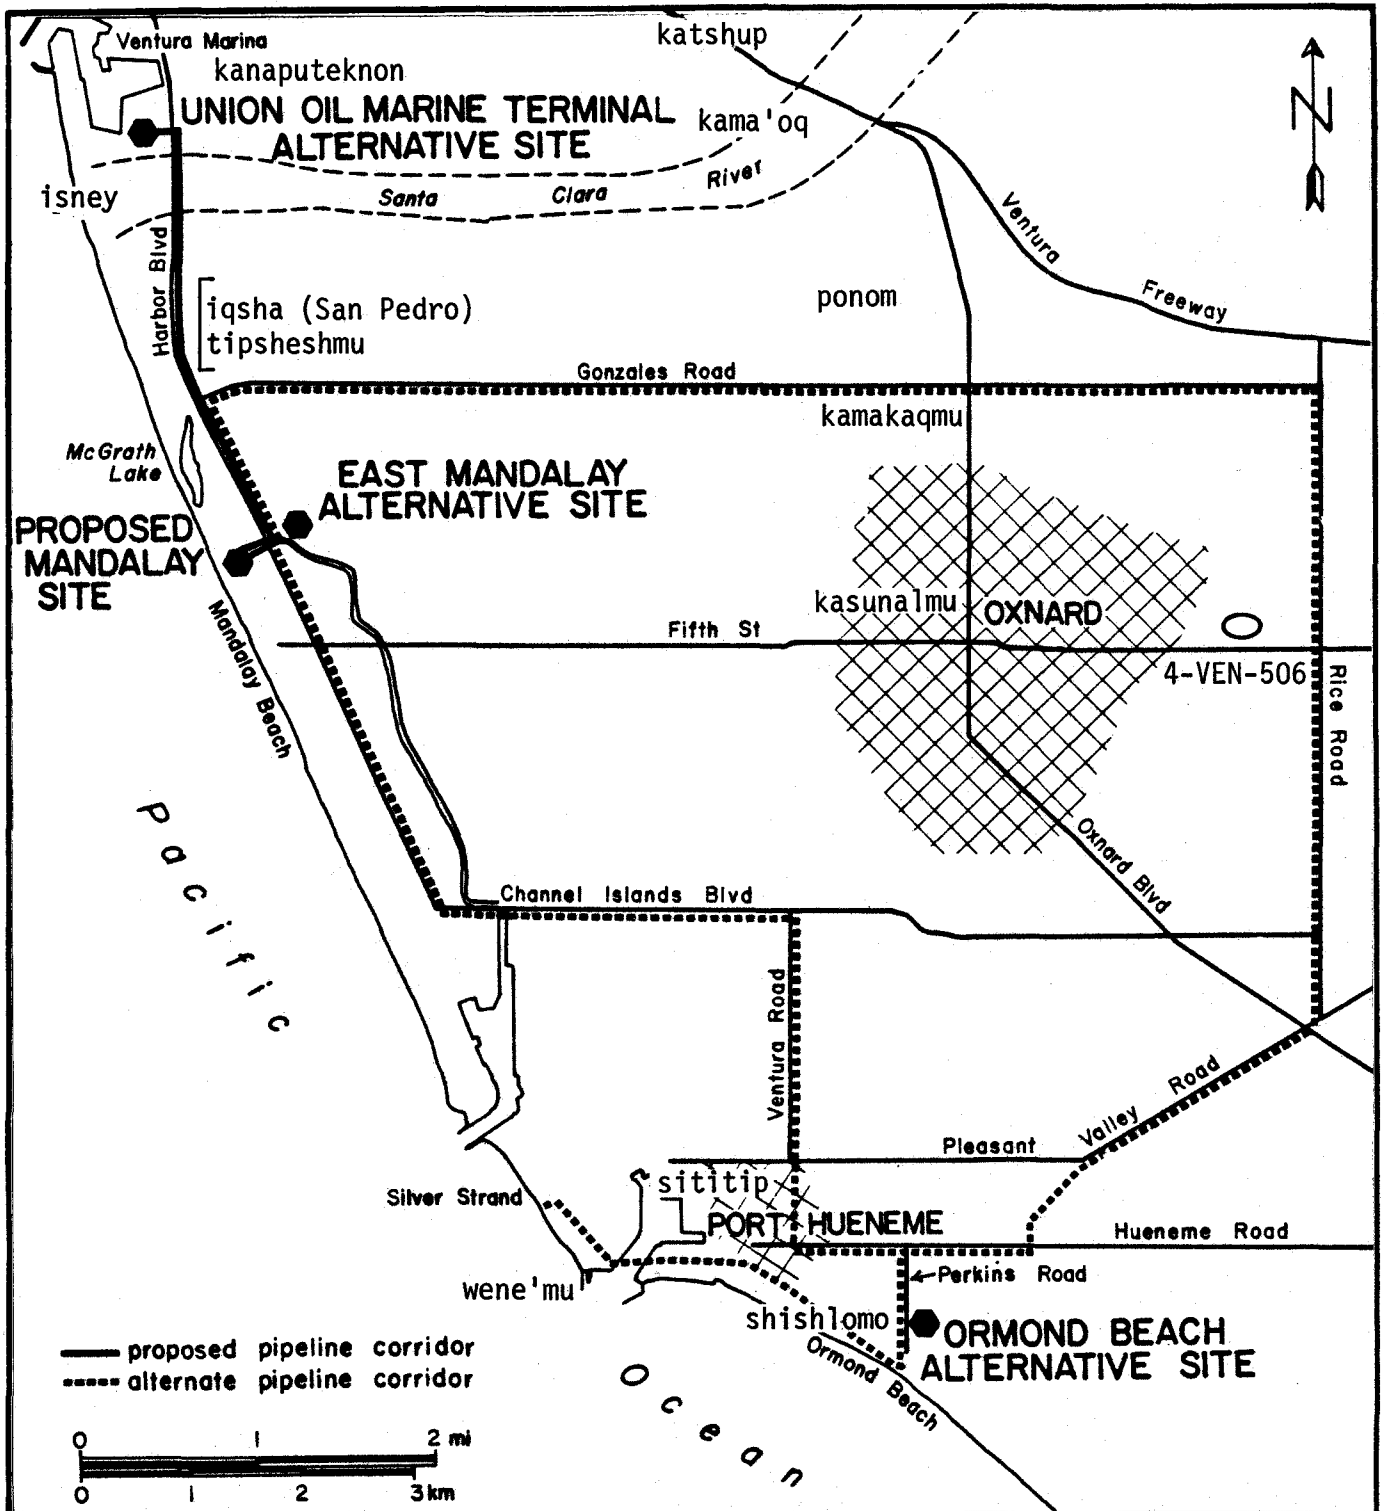 Ventura Marina
katshup
kanaputeknon
UNION OIL MARINE TERMINAL
ALTERNATIVE SITE
kama'oq
N
isney
Santa Clara River
Ventura Freeway
Harbor Blvd
iqsha (San Pedro)
tipsheshmu
ponom
Gonzales Road
kamakaqmu
McGrath
Lake
EAST MANDALAY
ALTERNATIVE SITE
PROPOSED
MANDALAY
SITE
Mandalay Beach
kasunalmu
OXNARD
Fifth St
4-VEN-506
Rice Road
Pacific
Oxnard Blvd
Channel Islands Blvd
Ventura Road
Pleasant Valley Road
Silver Strand
sititip
PORT HUENEME
Hueneme Road
wene'mu
Perkins Road
shishlomo
ORMOND BEACH
ALTERNATIVE SITE
Ormond Beach
Ocean
proposed pipeline corridor
alternate pipeline corridor
0 1 2 mi
0 1 2 3km